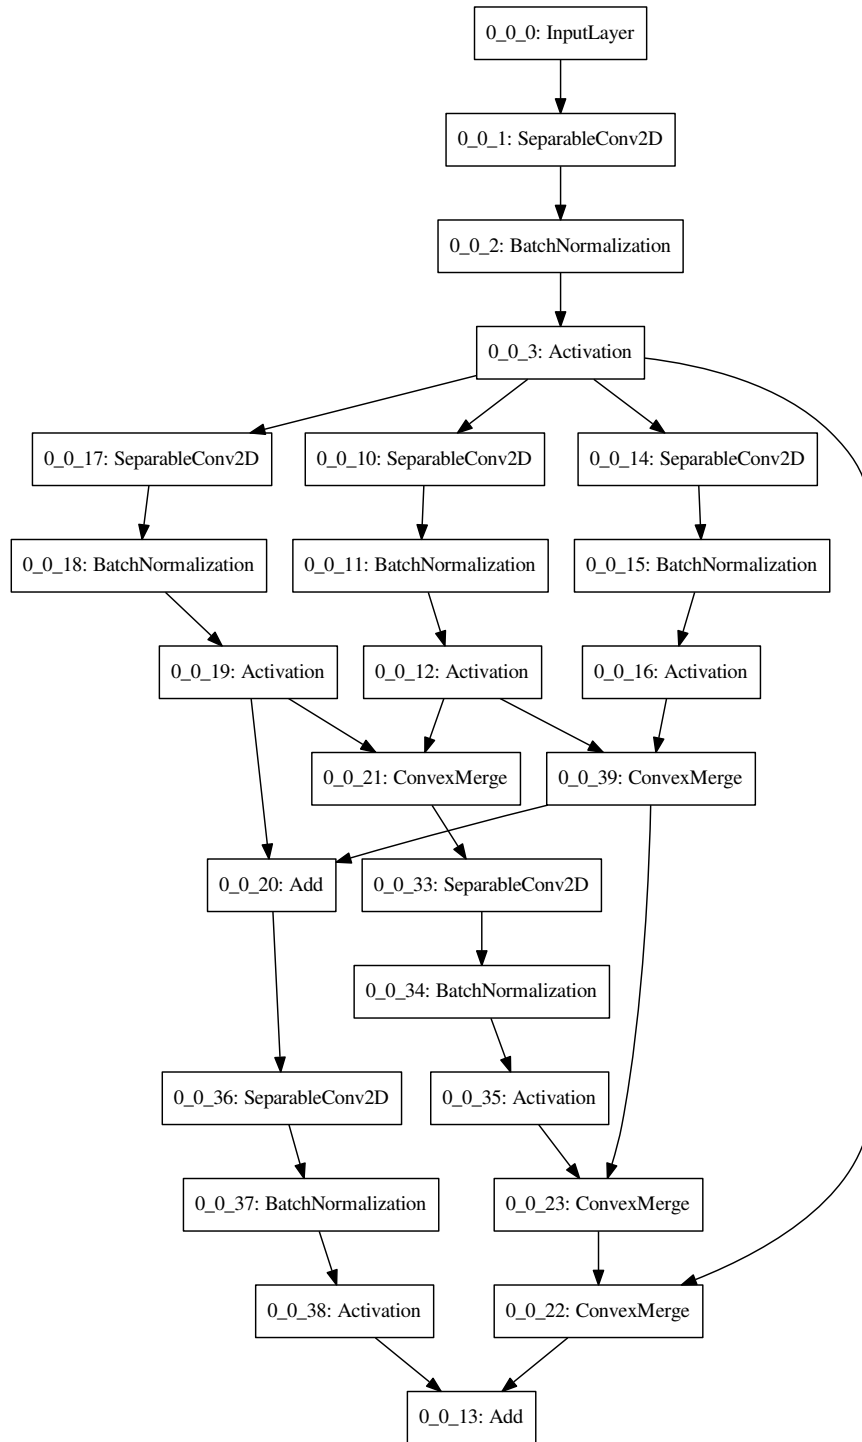 0_0_0: InputLayer
0_0_1: SeparableConv2D
0_0_2: BatchNormalization
0_0_3: Activation
0_0_17: SeparableConv2D
0_0_10: SeparableConv2D
0_0_14: SeparableConv2D
0_0_18: BatchNormalization
0_0_11: BatchNormalization
0_0_15: BatchNormalization
0_0_19: Activation
0_0_12: Activation
0_0_16: Activation
0_0_21: ConvexMerge
0_0_39: ConvexMerge
0_0_20: Add
0_0_33: SeparableConv2D
0_0_34: BatchNormalization
0_0_36: SeparableConv2D
0_0_35: Activation
0_0_37: BatchNormalization
0_0_23: ConvexMerge
0_0_38: Activation
0_0_22: ConvexMerge
0_0_13: Add